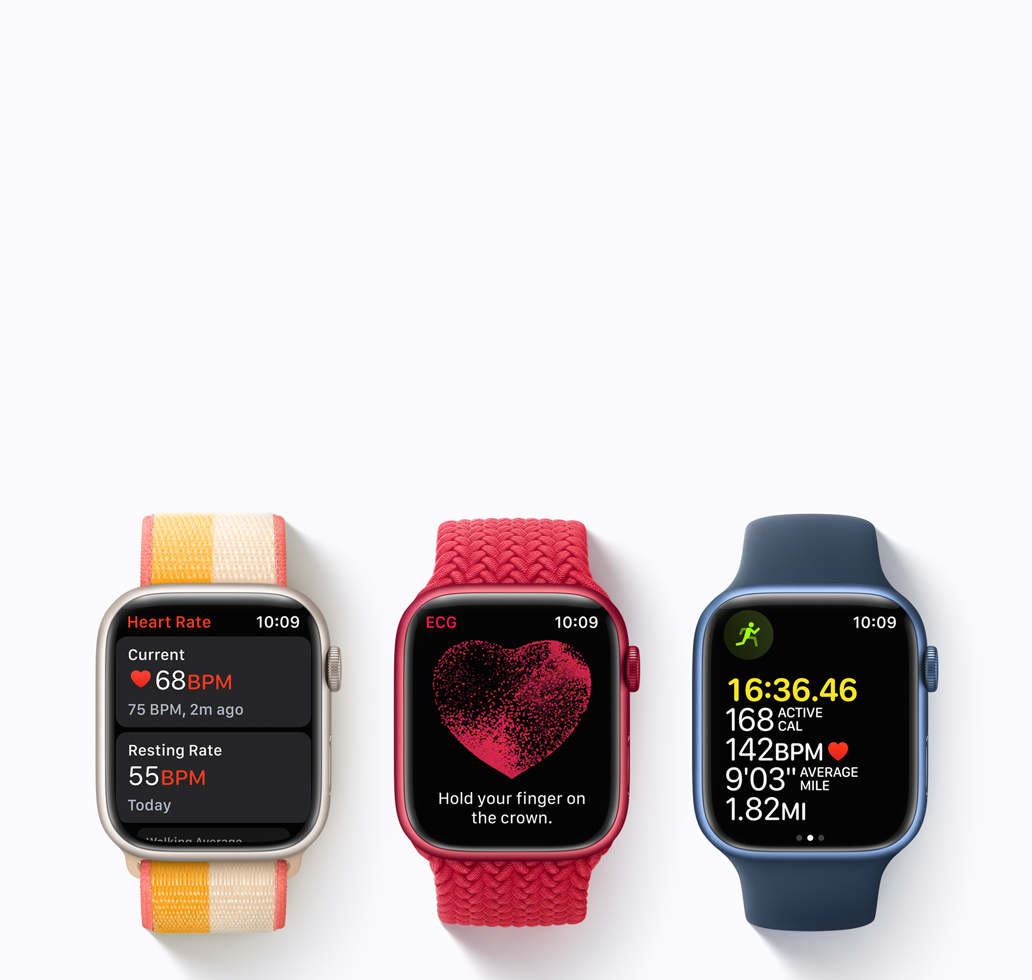 Heart Rate 10:09
Current
68BPM
75 BPM, 2m ago
Resting Rate
55BPM
Today
Walking Average
ECG 10:09
Hold your finger on
the crown.
10:09
16:36.46
168 ACTIVE
CAL
142BPM
9'03" AVERAGE
MILE
1.82MI